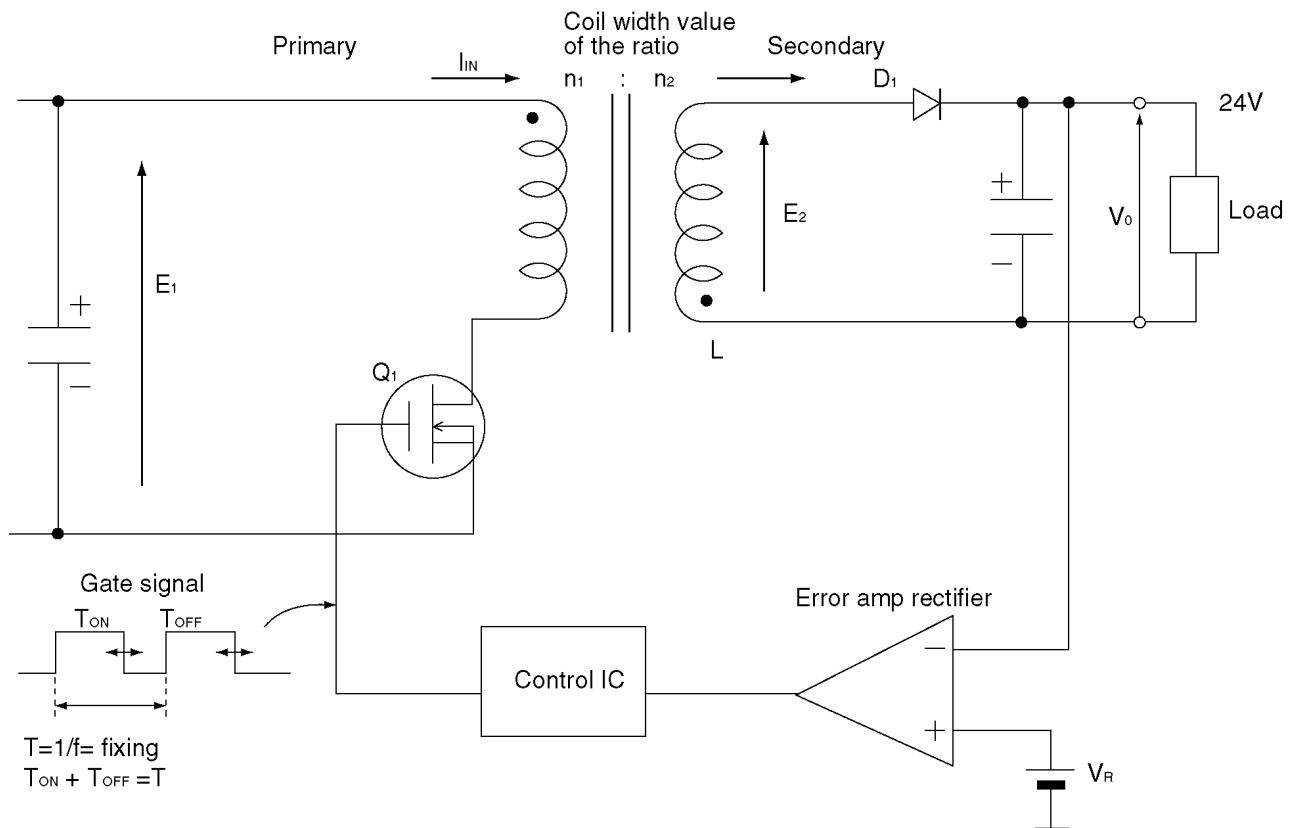 Coil width value
of the ratio
Primary
Secondary
IIN
n1 : n2
D1
24V
+
−
E1
E2
+
−
V0
Load
L
Q1
Gate signal
TON TOFF
T=1/f= fixing
TON + TOFF =T
Control IC
Error amp rectifier
−
+
VR